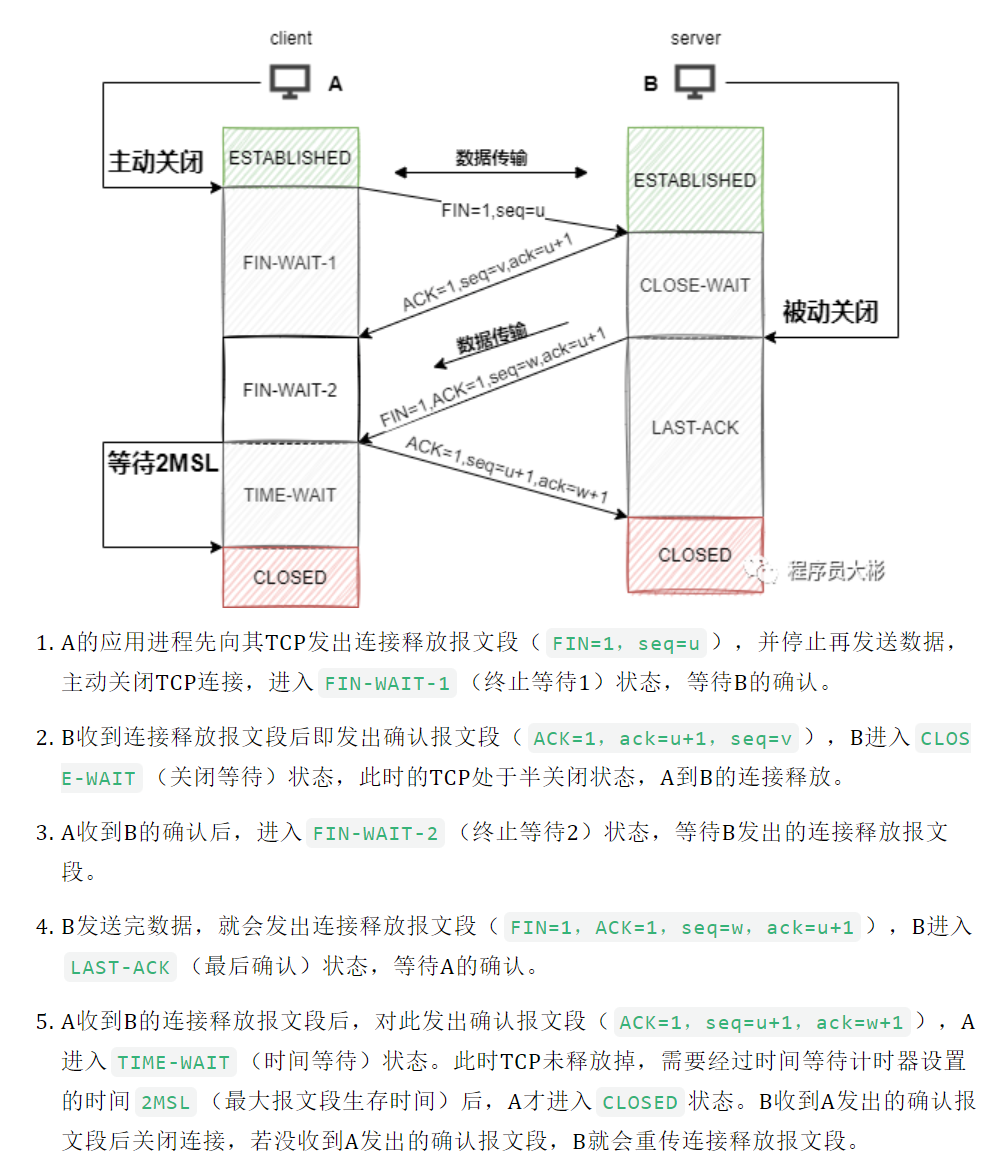 client
server
A
B
主动关闭
ESTABLISHED
数据传输
ESTABLISHED
FIN=1,seq=u
FIN-WAIT-1
ACK=1,seq=v,ack=u+1
CLOSE-WAIT
被动关闭
数据传输
FIN=1,ACK=1,seq=w,ack=u+1
FIN-WAIT-2
LAST-ACK
ACK=1,seq=u+1,ack=w+1
等待2MSL
TIME-WAIT
CLOSED
CLOSED
程序员大彬
1. A的应用进程先向其TCP发出连接释放报文段（FIN=1，seq=u），并停止再发送数据，
主动关闭TCP连接，进入FIN-WAIT-1（终止等待1）状态，等待B的确认。
2. B收到连接释放报文段后即发出确认报文段（ACK=1，ack=u+1，seq=v），B进入CLOS
E-WAIT（关闭等待）状态，此时的TCP处于半关闭状态，A到B的连接释放。
3. A收到B的确认后，进入FIN-WAIT-2（终止等待2）状态，等待B发出的连接释放报文
段。
4. B发送完数据，就会发出连接释放报文段（FIN=1，ACK=1，seq=w，ack=u+1），B进入
LAST-ACK（最后确认）状态，等待A的确认。
5. A收到B的连接释放报文段后，对此发出确认报文段（ACK=1，seq=u+1，ack=w+1），A
进入TIME-WAIT（时间等待）状态。此时TCP未释放掉，需要经过时间等待计时器设置
的时间2MSL（最大报文段生存时间）后，A才进入CLOSED状态。B收到A发出的确认报
文段后关闭连接，若没收到A发出的确认报文段，B就会重传连接释放报文段。